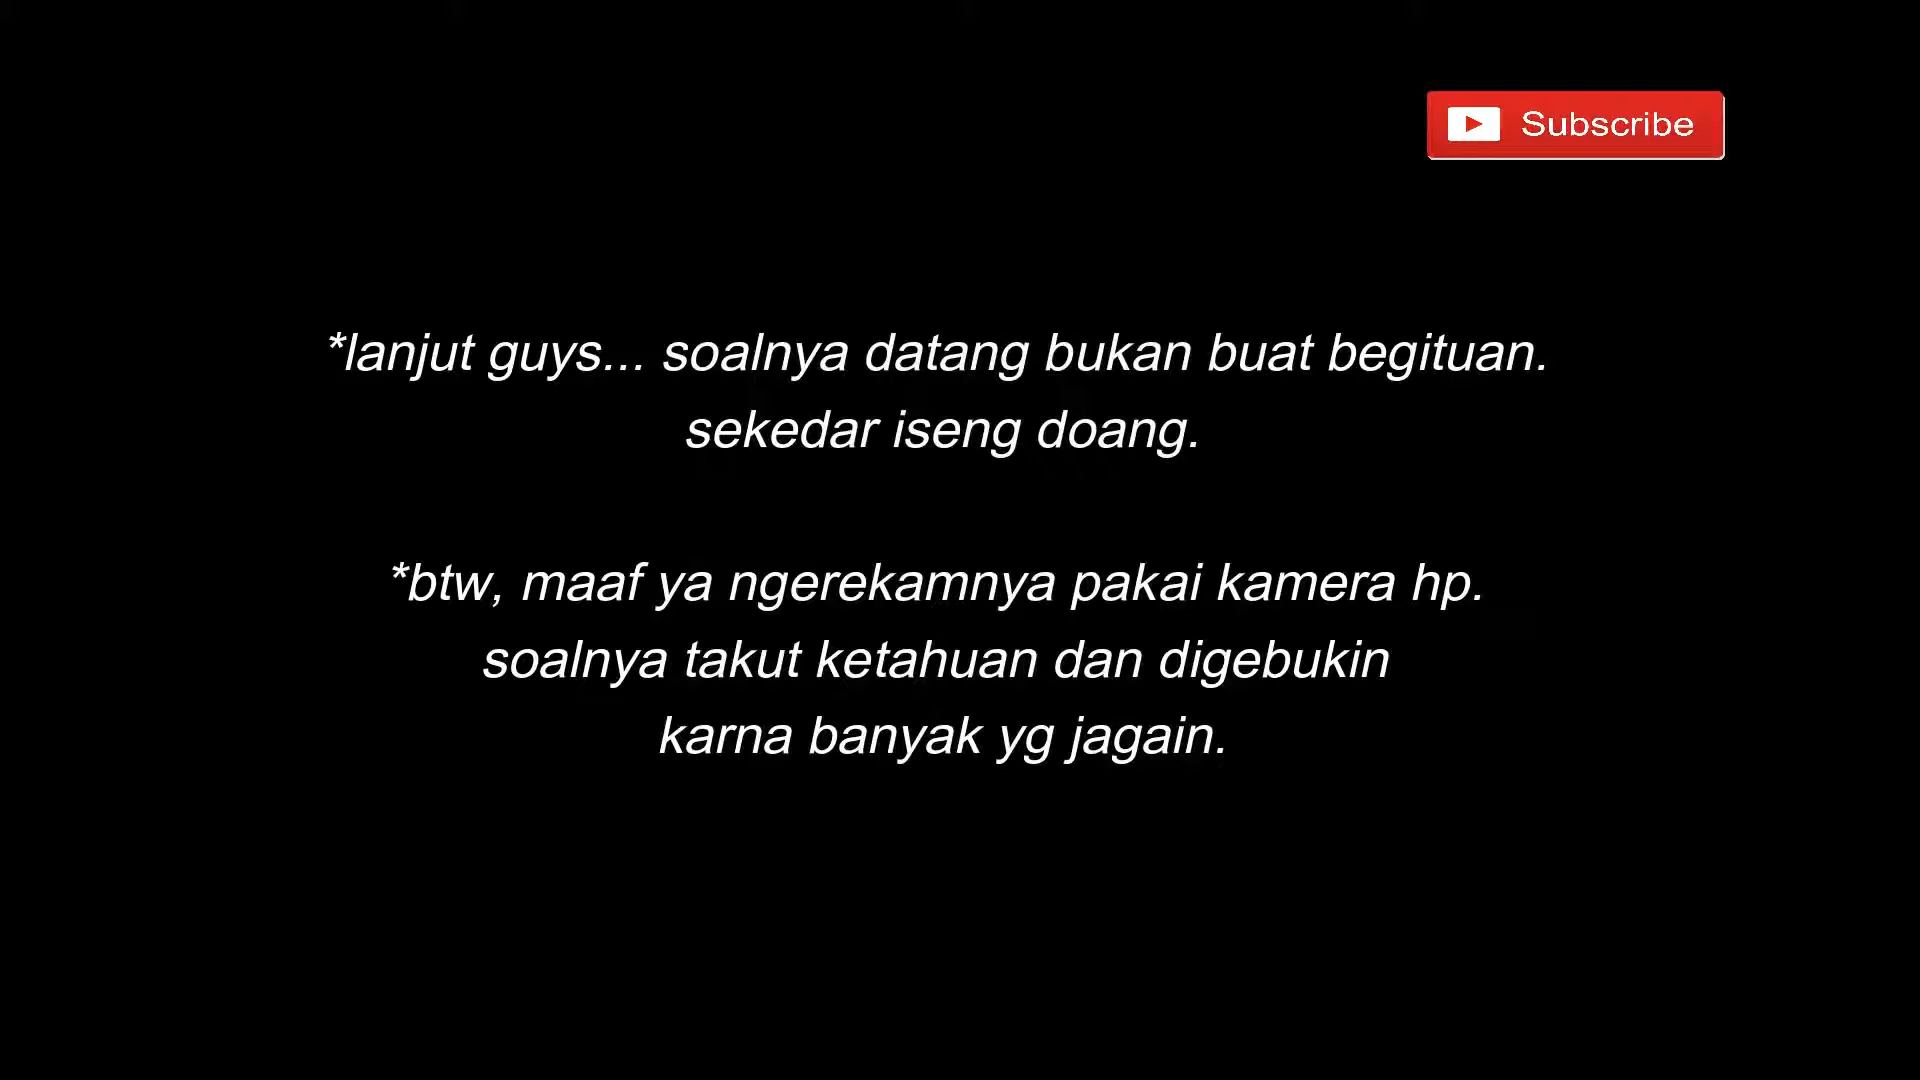 Subscribe
*lanjut guys... soalnya datang bukan buat begituan.
sekedar iseng doang.
*btw, maaf ya ngerekamnya pakai kamera hp.
soalnya takut ketahuan dan digebukin
karna banyak yg jagain.